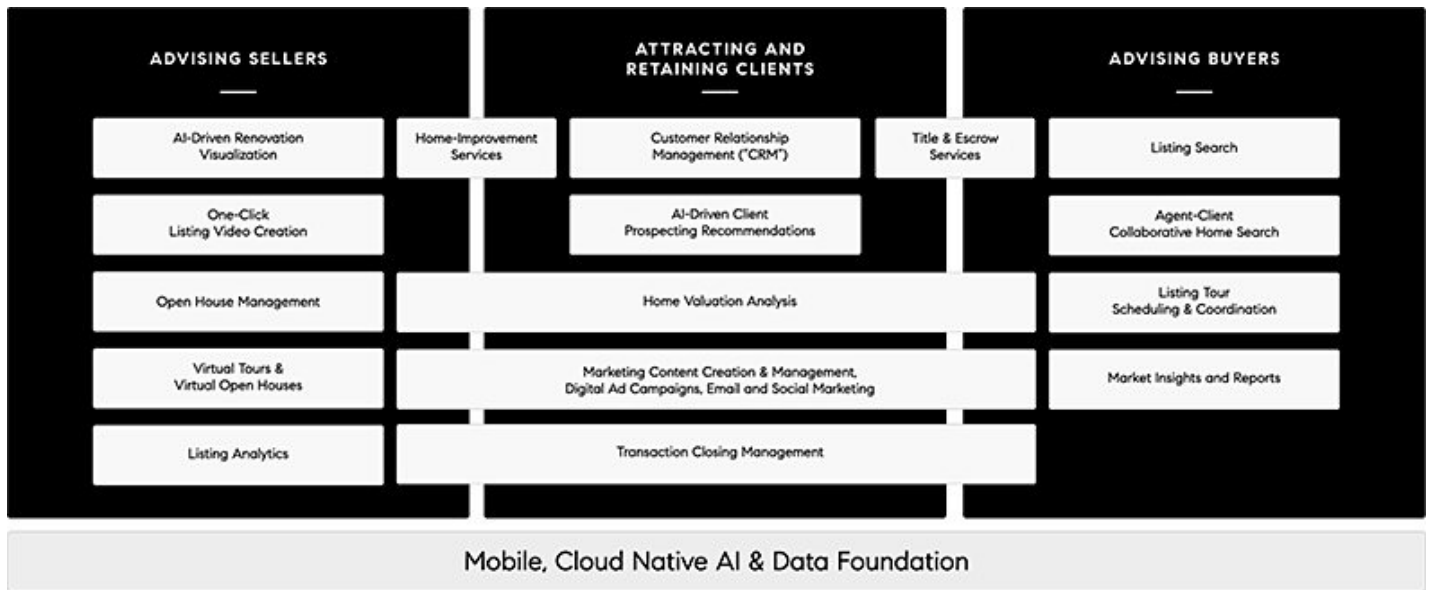 ADVISING SELLERS
ATTRACTING AND
RETAINING CLIENTS
ADVISING BUYERS
AI-Driven Renovation
Visualization
Home-Improvement
Services
Customer Relationship
Management ("CRM")
Title & Escrow
Services
Listing Search
One-Click
Listing Video Creation
AI-Driven Client
Prospecting Recommendations
Agent-Client
Collaborative Home Search
Open House Management
Home Valuation Analysis
Listing Tour
Scheduling & Coordination
Virtual Tours &
Virtual Open Houses
Marketing Content Creation & Management,
Digital Ad Campaigns, Email and Social Marketing
Market Insights and Reports
Listing Analytics
Transaction Closing Management
Mobile, Cloud Native AI & Data Foundation